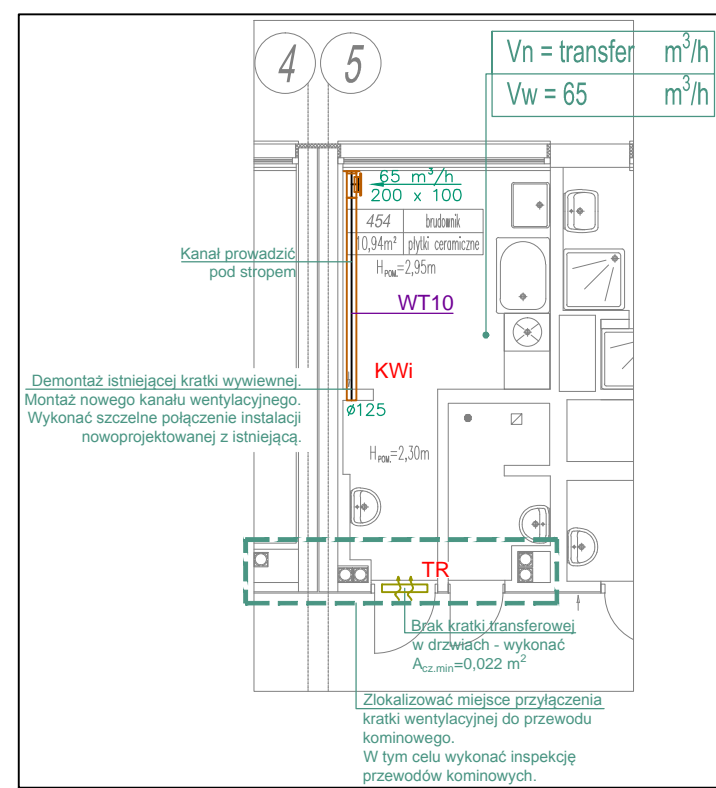 4 5
Vn = transfer m³/h
Vw = 65 m³/h
65 m³/h
200 x 100
454 brudownik
10,94m² płytki ceramiczne
H_POM.=2,95m
Kanał prowadzić
pod stropem
WT10
KWi
Demontaż istniejącej kratki wywiewnej.
Montaż nowego kanału wentylacyjnego.
Wykonać szczelne połączenie instalacji
nowoprojektowanej z istniejącą.
ø125
H_POM.=2,30m
TR
Brak kratki transferowej
w drzwiach - wykonać
A_cz.min=0,022 m²
Zlokalizować miejsce przyłączenia
kratki wentylacyjnej do przewodu
kominowego.
W tym celu wykonać inspekcję
przewodów kominowych.